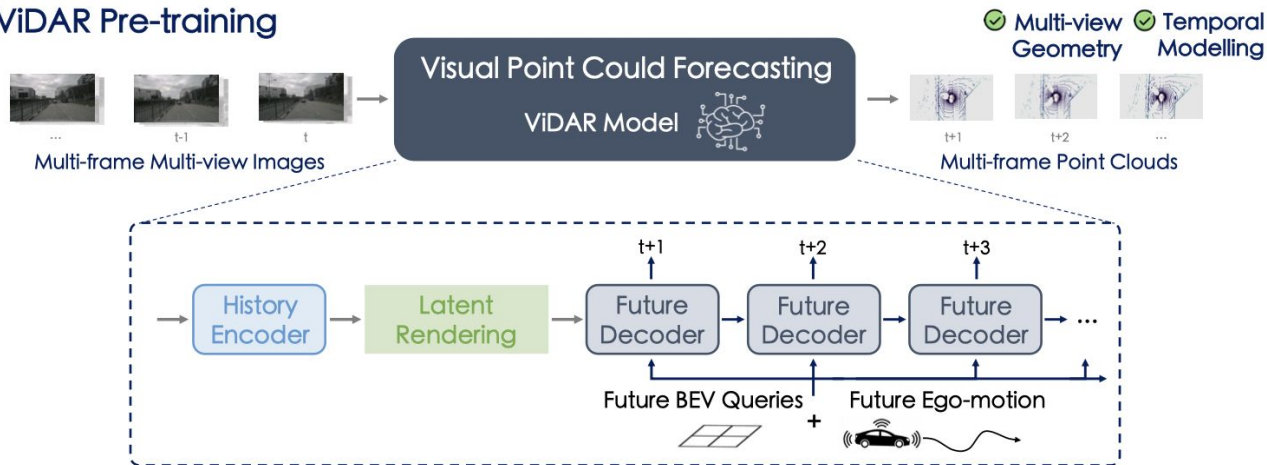 ViDAR Pre-training
Multi-view
Geometry
Temporal
Modelling
Visual Point Could Forecasting
ViDAR Model
...
t-1
t
Multi-frame Multi-view Images
t+1
t+2
...
Multi-frame Point Clouds
t+1
t+2
t+3
History
Encoder
Latent
Rendering
Future
Decoder
Future
Decoder
Future
Decoder
...
Future BEV Queries
+
Future Ego-motion